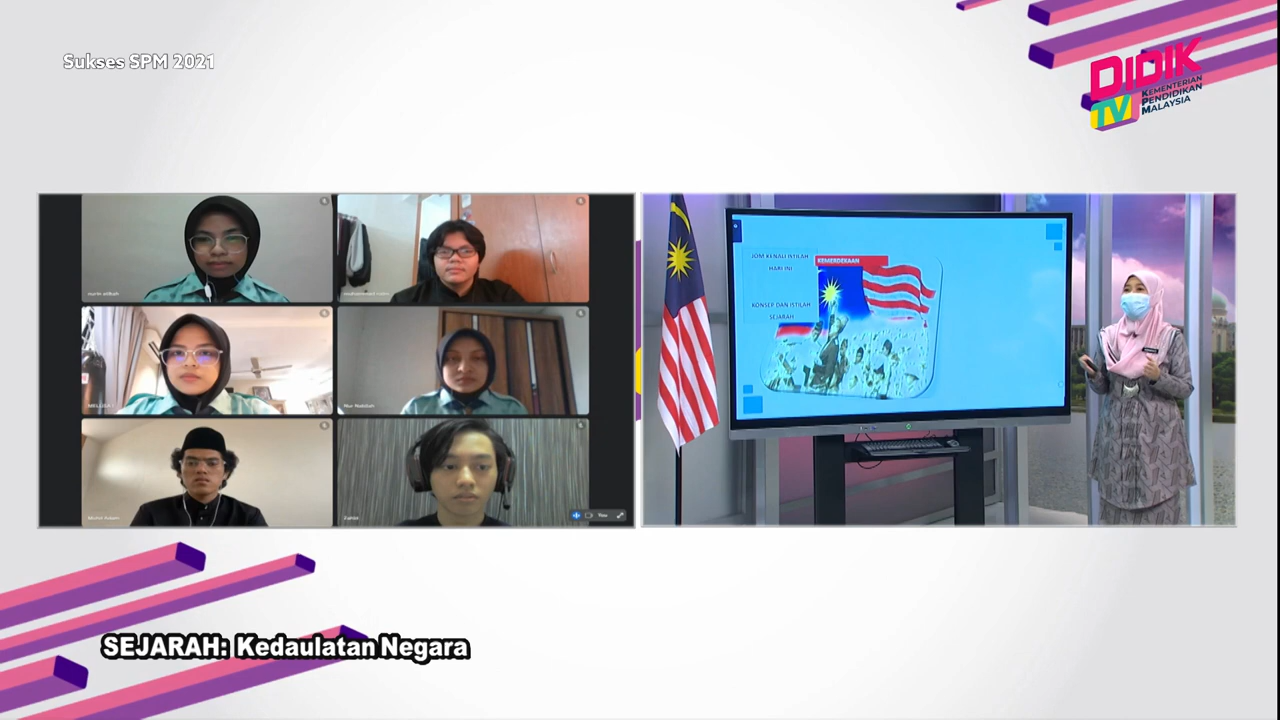 Sukses SPM 2021
DIDIK
TV
KEMENTERIAN
PENDIDIKAN
MALAYSIA
JOM KENALI ISTILAH
HARI INI
KEMERDEKAAN
KONSEP DAN ISTILAH
SEJARAH
View
SEJARAH: Kedaulatan Negara